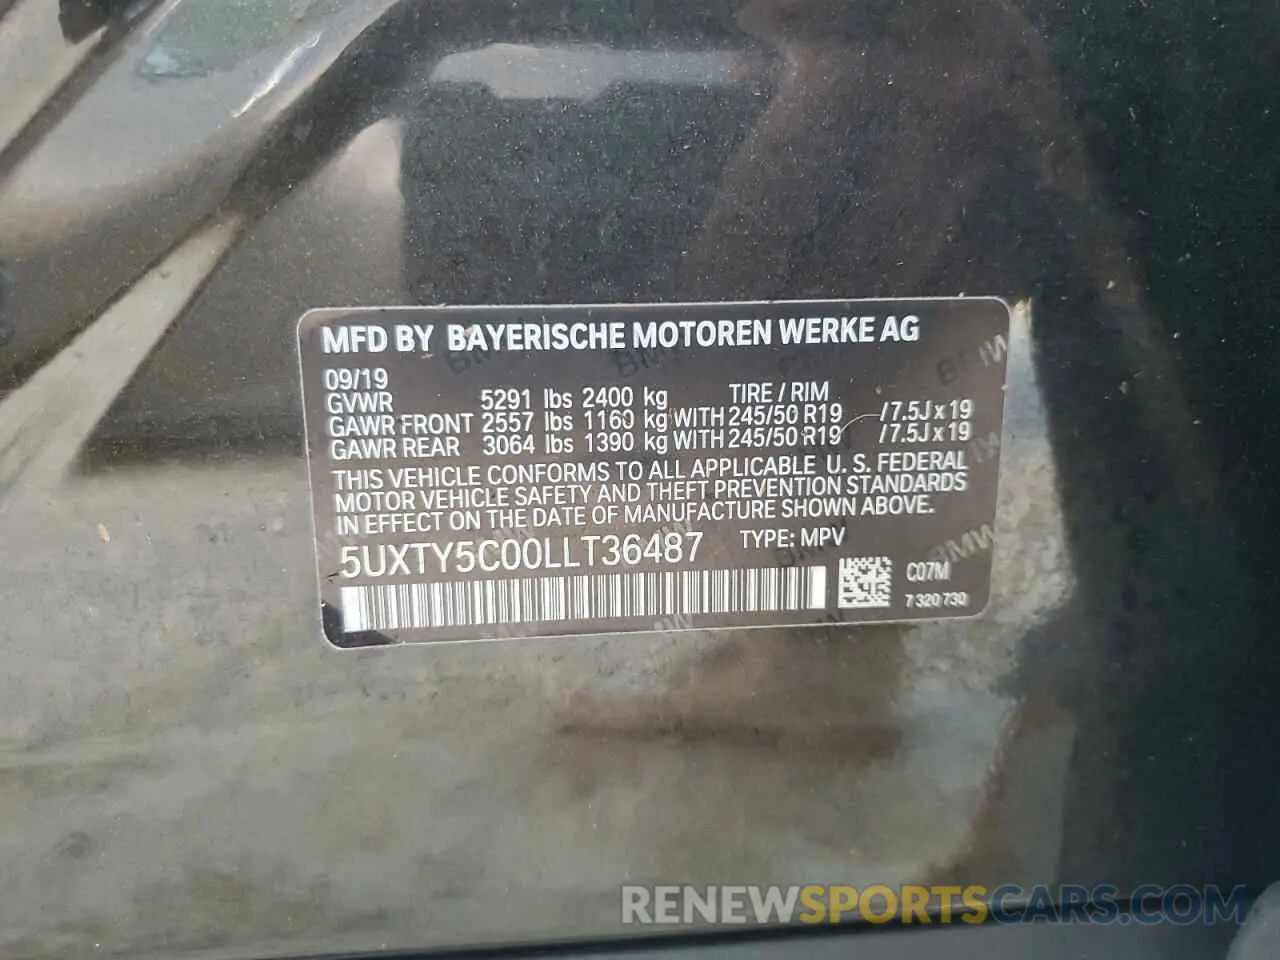 MFD BY BAYERISCHE MOTOREN WERKE AG
09/19
GVWR 5291 lbs 2400 kg TIRE / RIM
GAWR FRONT 2557 lbs 1160 kg WITH 245/50 R19 /7.5J x 19
GAWR REAR 3064 lbs 1390 kg WITH 245/50 R19 /7.5J x 19
THIS VEHICLE CONFORMS TO ALL APPLICABLE U. S. FEDERAL
MOTOR VEHICLE SAFETY AND THEFT PREVENTION STANDARDS
IN EFFECT ON THE DATE OF MANUFACTURE SHOWN ABOVE.
5UXTY5C00LLT36487 TYPE: MPV
C07M
7 320 730
RENEWSPORTSCARS.COM